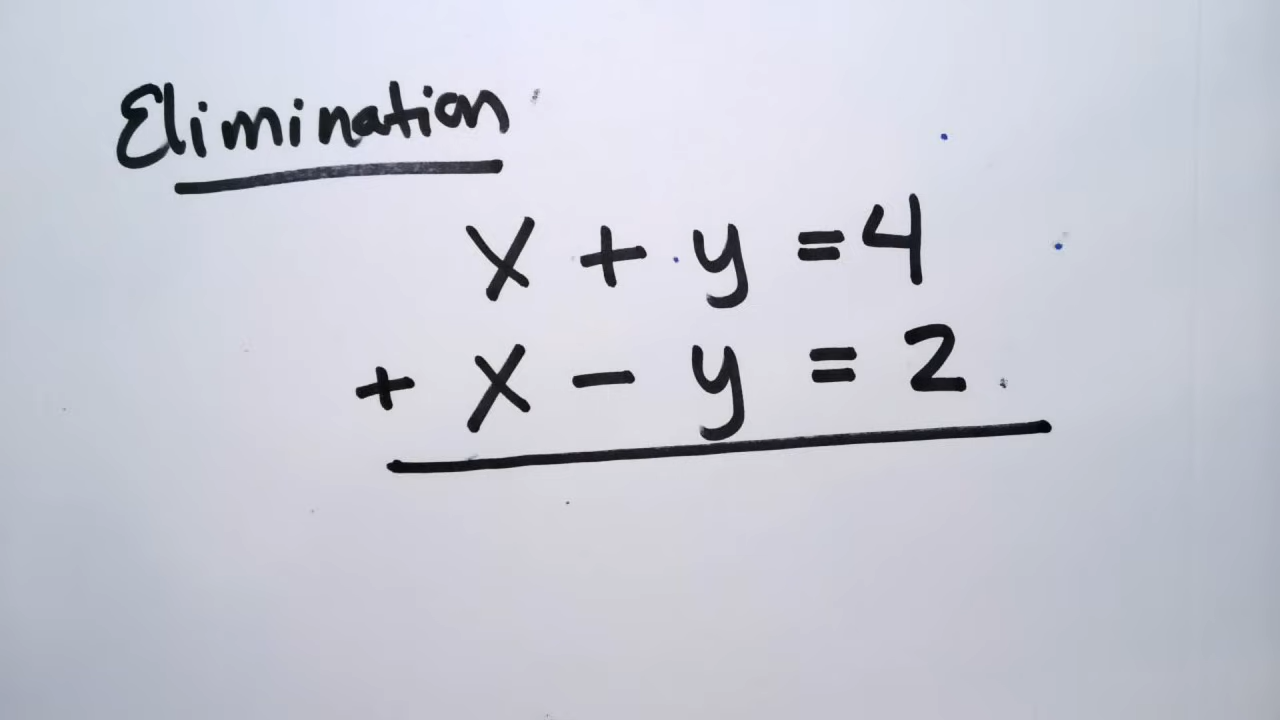 Elimination
x + y = 4
+ x - y = 2